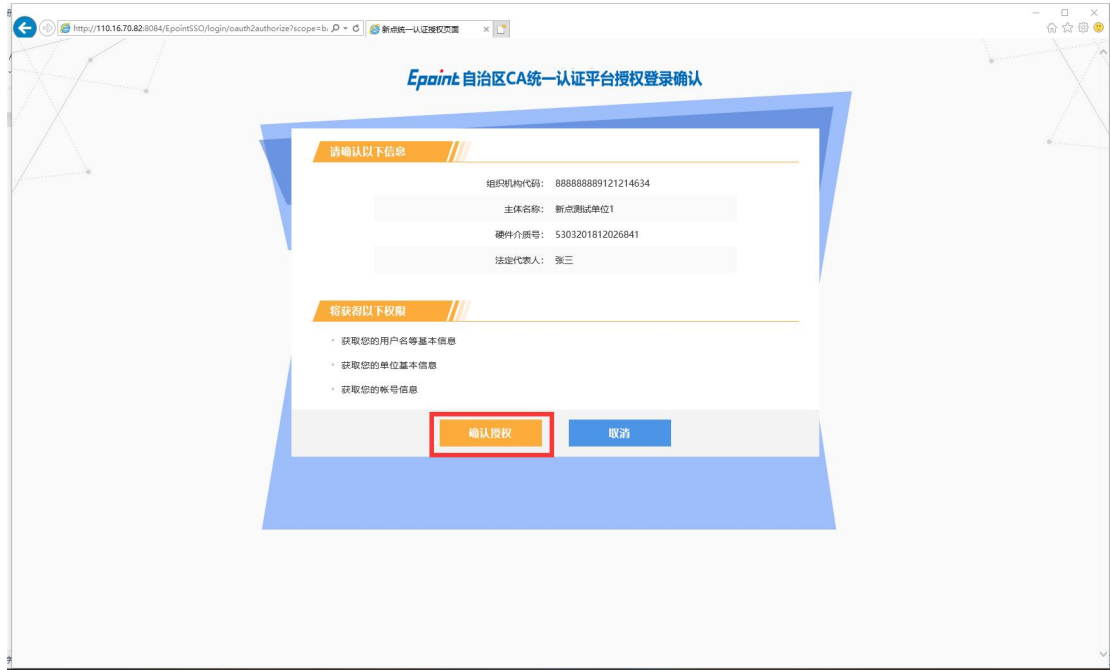 http://110.16.70.82:8084/EpointSSO/login/oauth2authorize?scope=b
新点统一认证授权页面
Epoint 自治区CA统一认证平台授权登录确认
请确认以下信息
组织机构代码: 888888889121214634
主体名称: 新点测试单位1
硬件介质号: 5303201812026841
法定代表人: 张三
将获得以下权限
· 获取您的用户名等基本信息
· 获取您的单位基本信息
· 获取您的帐号信息
确认授权 取消